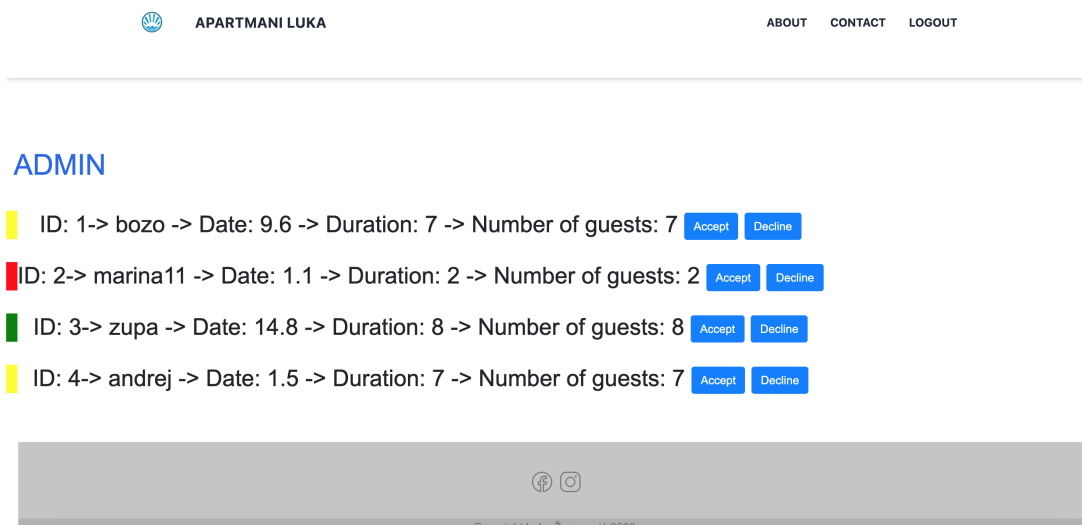 APARTMANI LUKA ABOUT CONTACT LOGOUT
ADMIN
ID: 1-> bozo -> Date: 9.6 -> Duration: 7 -> Number of guests: 7 Accept Decline
ID: 2-> marina11 -> Date: 1.1 -> Duration: 2 -> Number of guests: 2 Accept Decline
ID: 3-> zupa -> Date: 14.8 -> Duration: 8 -> Number of guests: 8 Accept Decline
ID: 4-> andrej -> Date: 1.5 -> Duration: 7 -> Number of guests: 7 Accept Decline